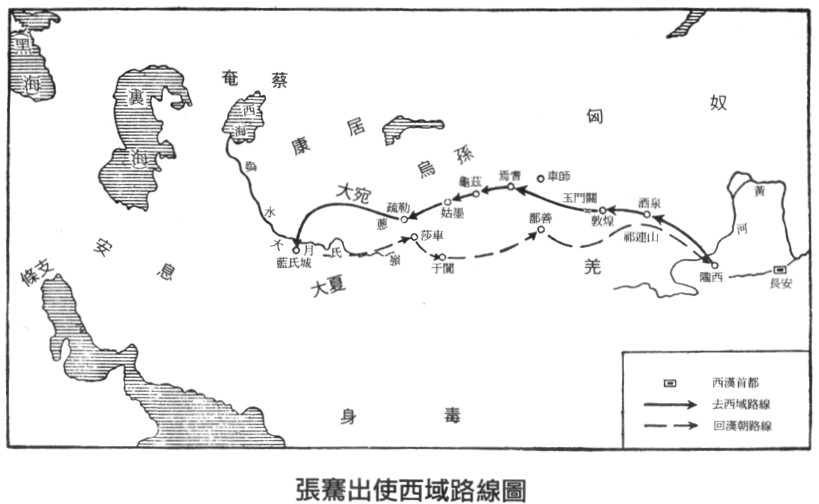 黑海
裏海
奄蔡
西海
康居
烏孫
匈奴
媯水
大宛
疏勒
姑墨
龜茲
焉耆
車師
玉門關
敦煌
酒泉
祁連山
黃河
蔥嶺
莎車
于闐
鄯善
羌
隴西
長安
大月氏
藍氏城
大夏
安息
條支
身毒
西漢首都
去西域路線
回漢朝路線
張騫出使西域路線圖